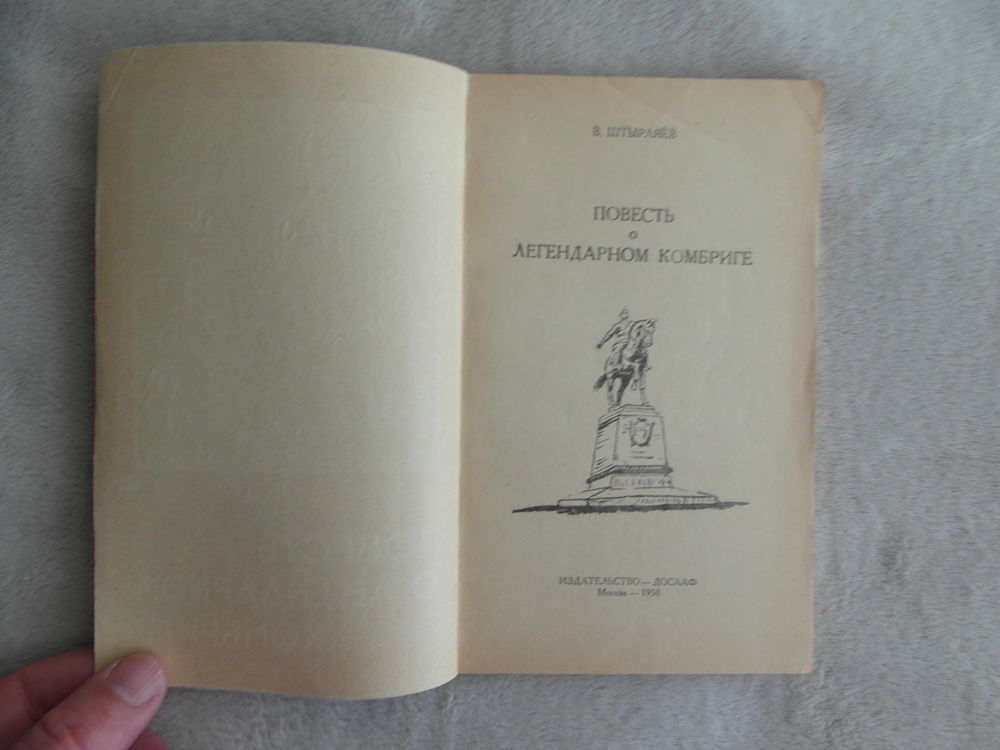 В. ШТЫРЛЯЕВ
ПОВЕСТЬ
о
ЛЕГЕНДАРНОМ КОМБРИГЕ
ИЗДАТЕЛЬСТВО — ДОСААФ
Москва — 1958